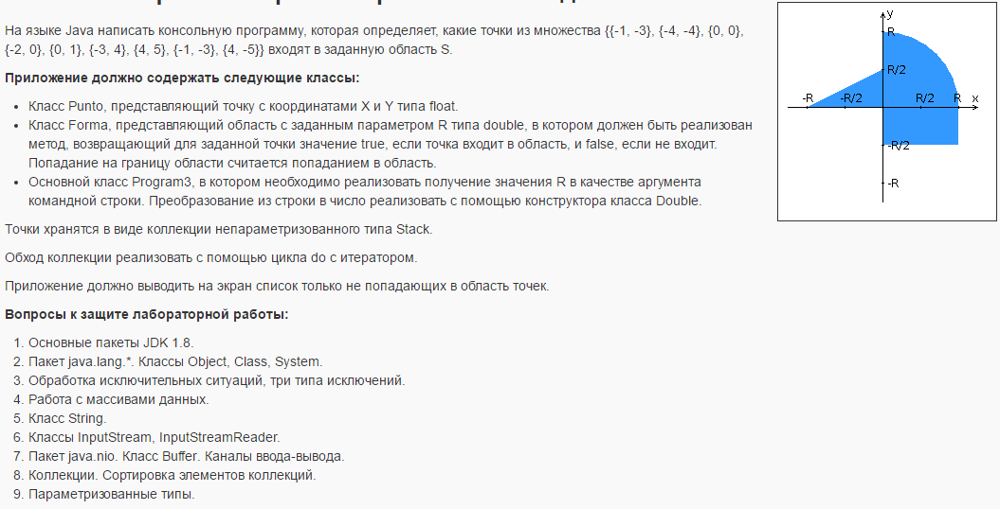 На языке Java написать консольную программу, которая определяет, какие точки из множества {{-1, -3}, {-4, -4}, {0, 0},
{-2, 0}, {0, 1}, {-3, 4}, {4, 5}, {-1, -3}, {4, -5}} входят в заданную область S.
Приложение должно содержать следующие классы:
• Класс Punto, представляющий точку с координатами X и Y типа float.
• Класс Forma, представляющий область с заданным параметром R типа double, в котором должен быть реализован
метод, возвращающий для заданной точки значение true, если точка входит в область, и false, если не входит.
Попадание на границу области считается попаданием в область.
• Основной класс Program3, в котором необходимо реализовать получение значения R в качестве аргумента
командной строки. Преобразование из строки в число реализовать с помощью конструктора класса Double.
Точки хранятся в виде коллекции непараметризованного типа Stack.
Обход коллекции реализовать с помощью цикла do с итератором.
Приложение должно выводить на экран список только не попадающих в область точек.
Вопросы к защите лабораторной работы:
1. Основные пакеты JDK 1.8.
2. Пакет java.lang.*. Классы Object, Class, System.
3. Обработка исключительных ситуаций, три типа исключений.
4. Работа с массивами данных.
5. Класс String.
6. Классы InputStream, InputStreamReader.
7. Пакет java.nio. Класс Buffer. Каналы ввода-вывода.
8. Коллекции. Сортировка элементов коллекций.
9. Параметризованные типы.
y
R
R/2
-R -R/2 R/2 R x
-R/2
-R